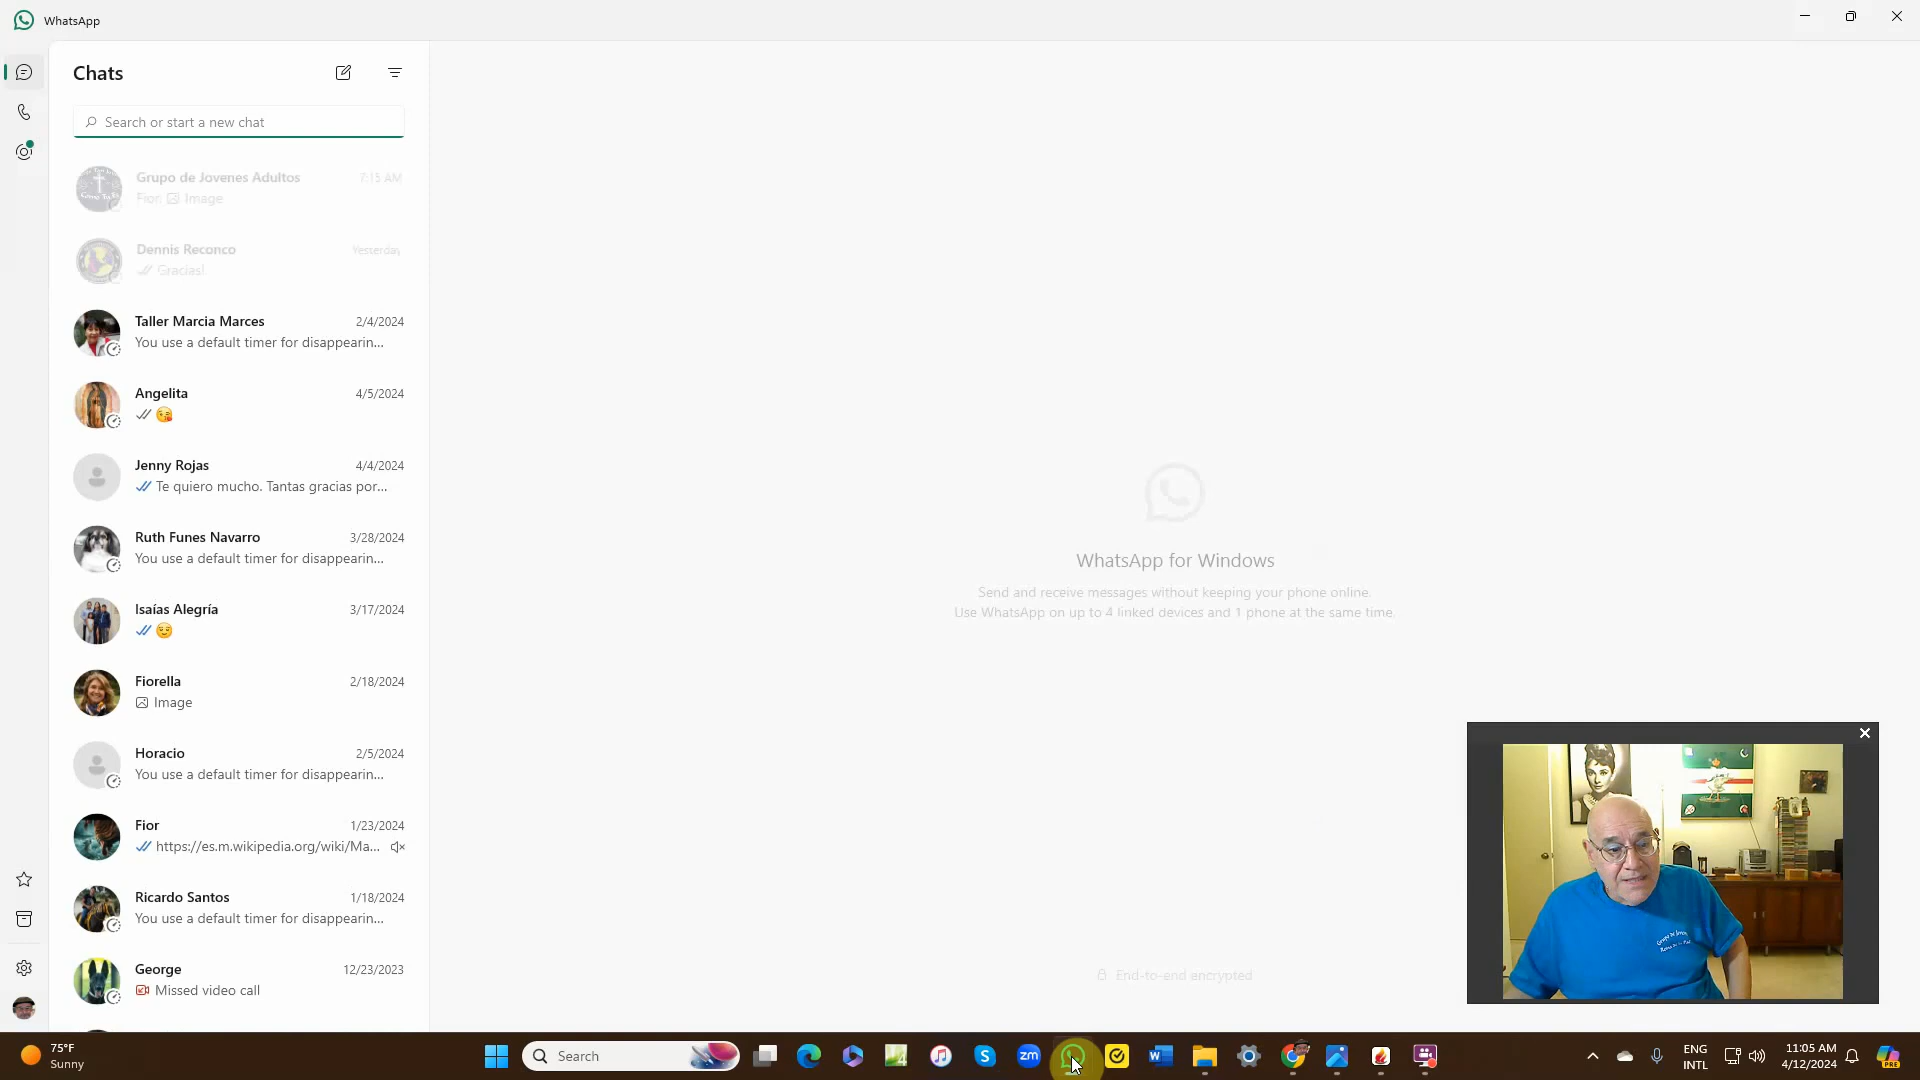 WhatsApp
Chats
Search or start a new chat
Grupo de Jovenes Adultos 7:15 AM
Fior: Image
Dennis Reconco Yesterday
Gracias!
Taller Marcia Marces 2/4/2024
You use a default timer for disappearin...
Angelita 4/5/2024
Jenny Rojas 4/4/2024
Te quiero mucho. Tantas gracias por...
Ruth Funes Navarro 3/28/2024
You use a default timer for disappearin...
Isaías Alegría 3/17/2024
Fiorella 2/18/2024
Image
Horacio 2/5/2024
You use a default timer for disappearin...
Fior 1/23/2024
https://es.m.wikipedia.org/wiki/Ma...
Ricardo Santos 1/18/2024
You use a default timer for disappearin...
George 12/23/2023
Missed video call
WhatsApp for Windows
Send and receive messages without keeping your phone online.
Use WhatsApp on up to 4 linked devices and 1 phone at the same time.
End-to-end encrypted
75°F
Sunny
Search
zm
ENG
INTL
11:05 AM
4/12/2024
PRE